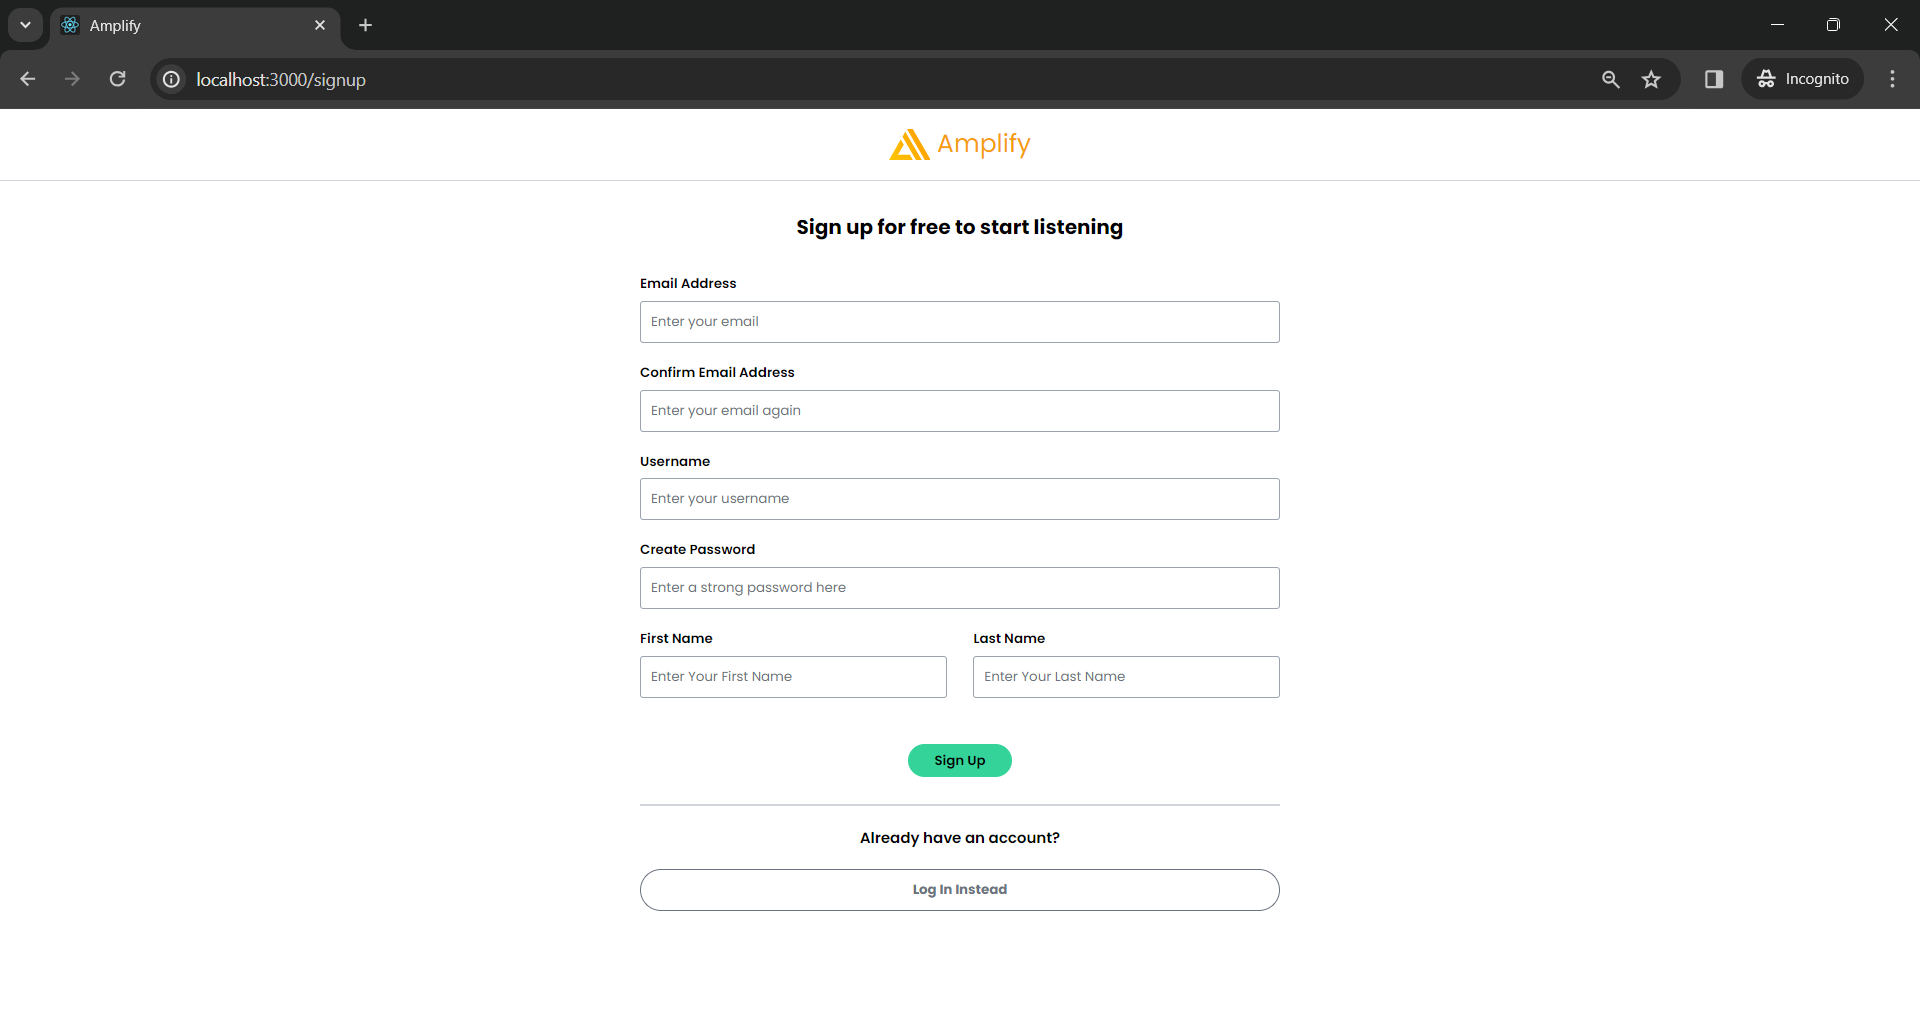 Amplify
localhost:3000/signup
Incognito
Amplify
Sign up for free to start listening
Email Address
Enter your email
Confirm Email Address
Enter your email again
Username
Enter your username
Create Password
Enter a strong password here
First Name Last Name
Enter Your First Name Enter Your Last Name
Sign Up
Already have an account?
Log In Instead